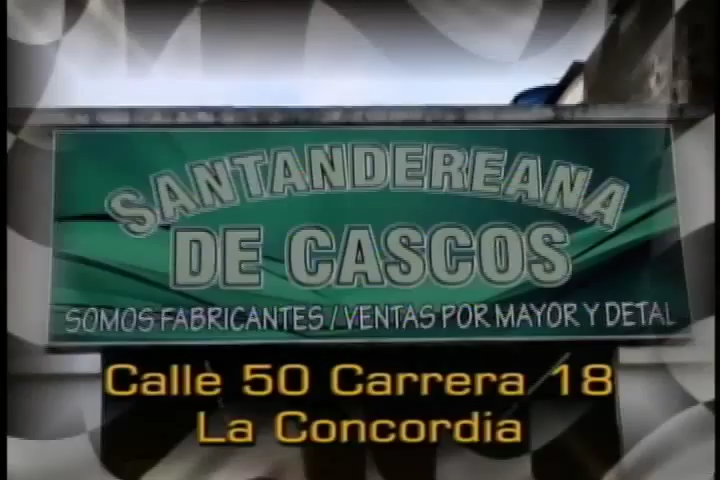 SANTANDEREANA
DE CASCOS
SOMOS FABRICANTES / VENTAS POR MAYOR Y DETAL
Calle 50 Carrera 18
La Concordia